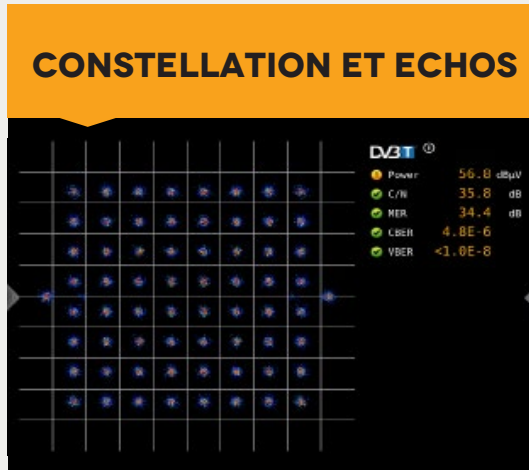 CONSTELLATION ET ECHOS
DVB T
Power 56.8 dBµV
C/N 35.8 dB
MER 34.4 dB
CBER 4.8E-6
VBER <1.0E-8